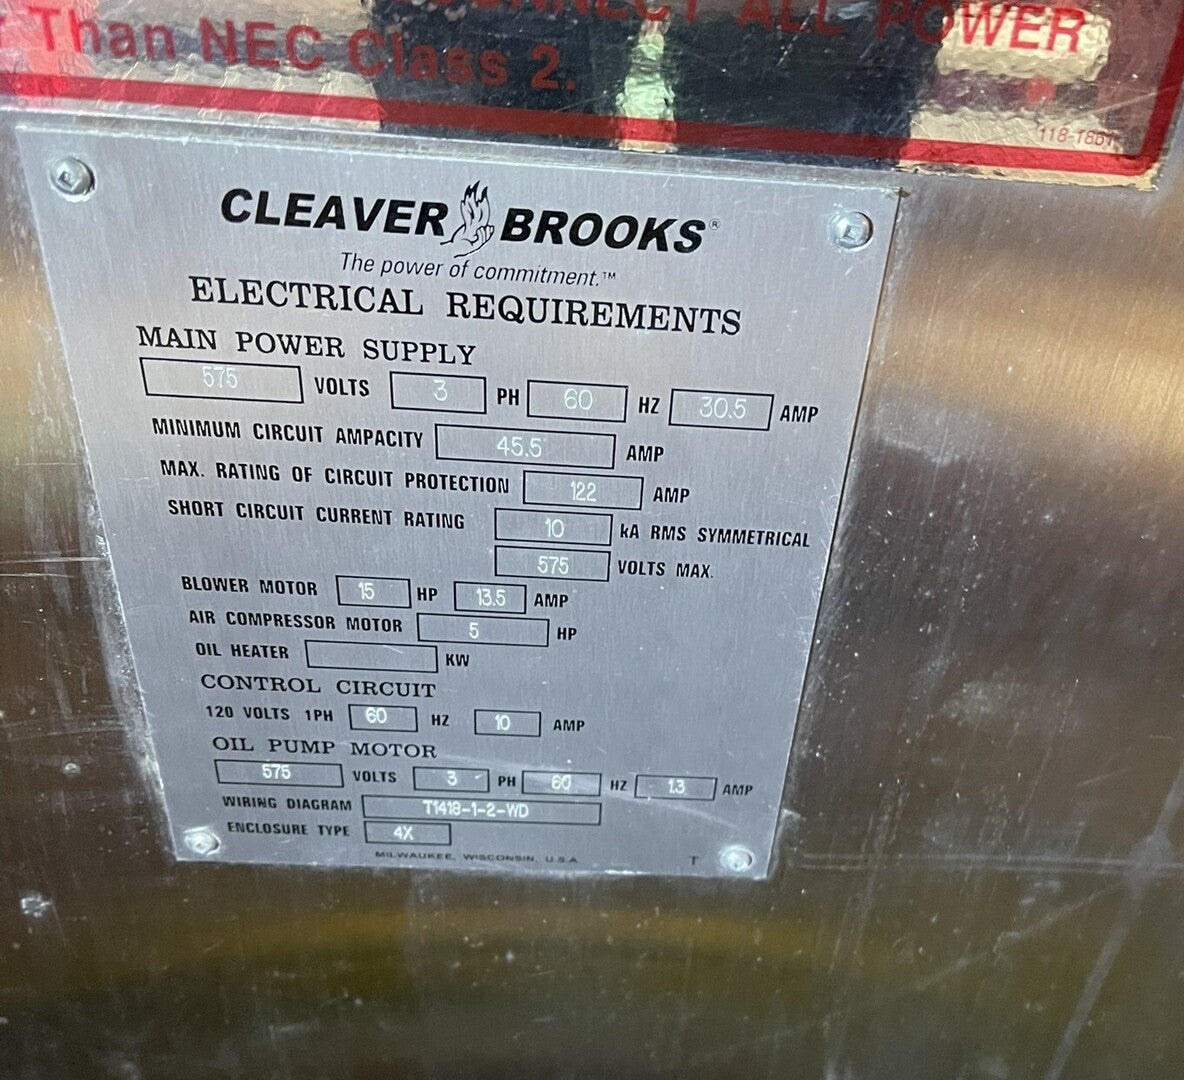 CONNECT ALL POWER
Than NEC Class 2.
CLEAVER BROOKS®
The power of commitment.™
ELECTRICAL REQUIREMENTS
MAIN POWER SUPPLY
575 VOLTS 3 PH 60 HZ 30.5 AMP
MINIMUM CIRCUIT AMPACITY 45.5 AMP
MAX. RATING OF CIRCUIT PROTECTION 122 AMP
SHORT CIRCUIT CURRENT RATING 10 kA RMS SYMMETRICAL
575 VOLTS MAX.
BLOWER MOTOR 15 HP 13.5 AMP
AIR COMPRESSOR MOTOR 5 HP
OIL HEATER KW
CONTROL CIRCUIT
120 VOLTS 1PH 60 HZ 10 AMP
OIL PUMP MOTOR
575 VOLTS 3 PH 60 HZ 1.3 AMP
WIRING DIAGRAM T1418-1-2-WD
ENCLOSURE TYPE 4X
MILWAUKEE, WISCONSIN, U.S.A T